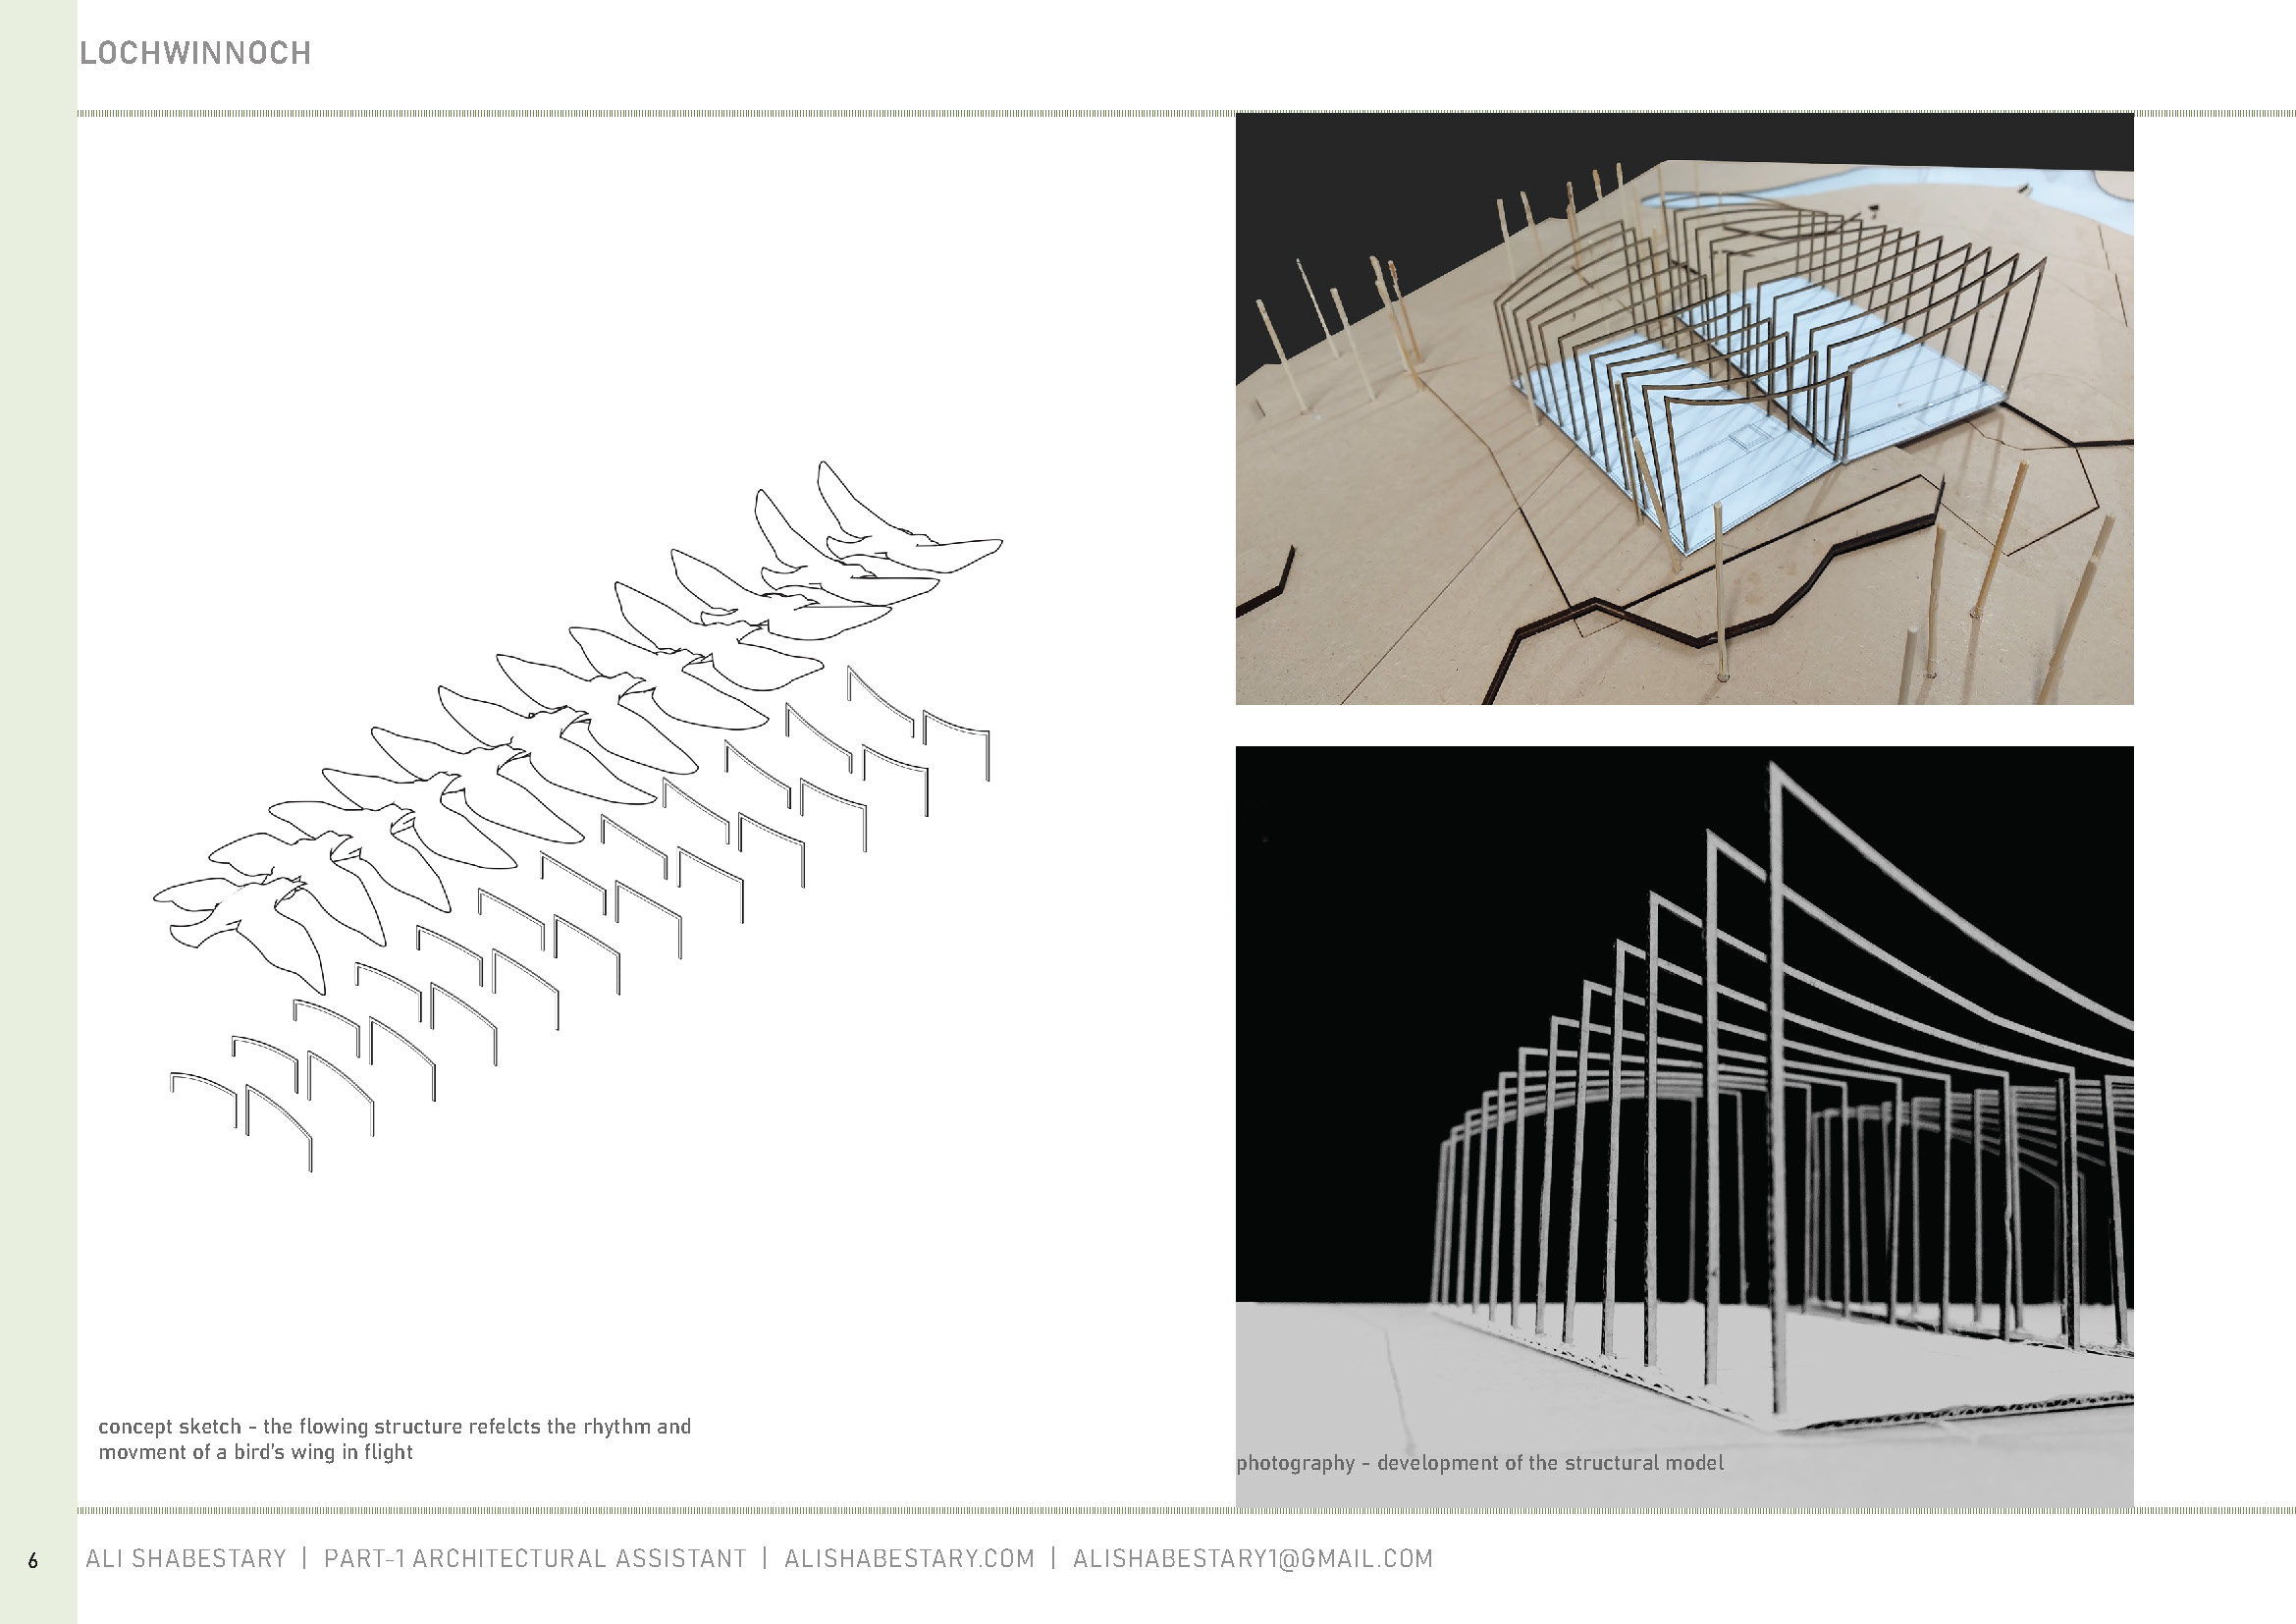 LOCHWINNOCH
concept sketch - the flowing structure refelcts the rhythm and
movment of a bird's wing in flight
photography - development of the structural model
6 ALI SHABESTARY | PART-1 ARCHITECTURAL ASSISTANT | ALISHABESTARY.COM | ALISHABESTARY1@GMAIL.COM